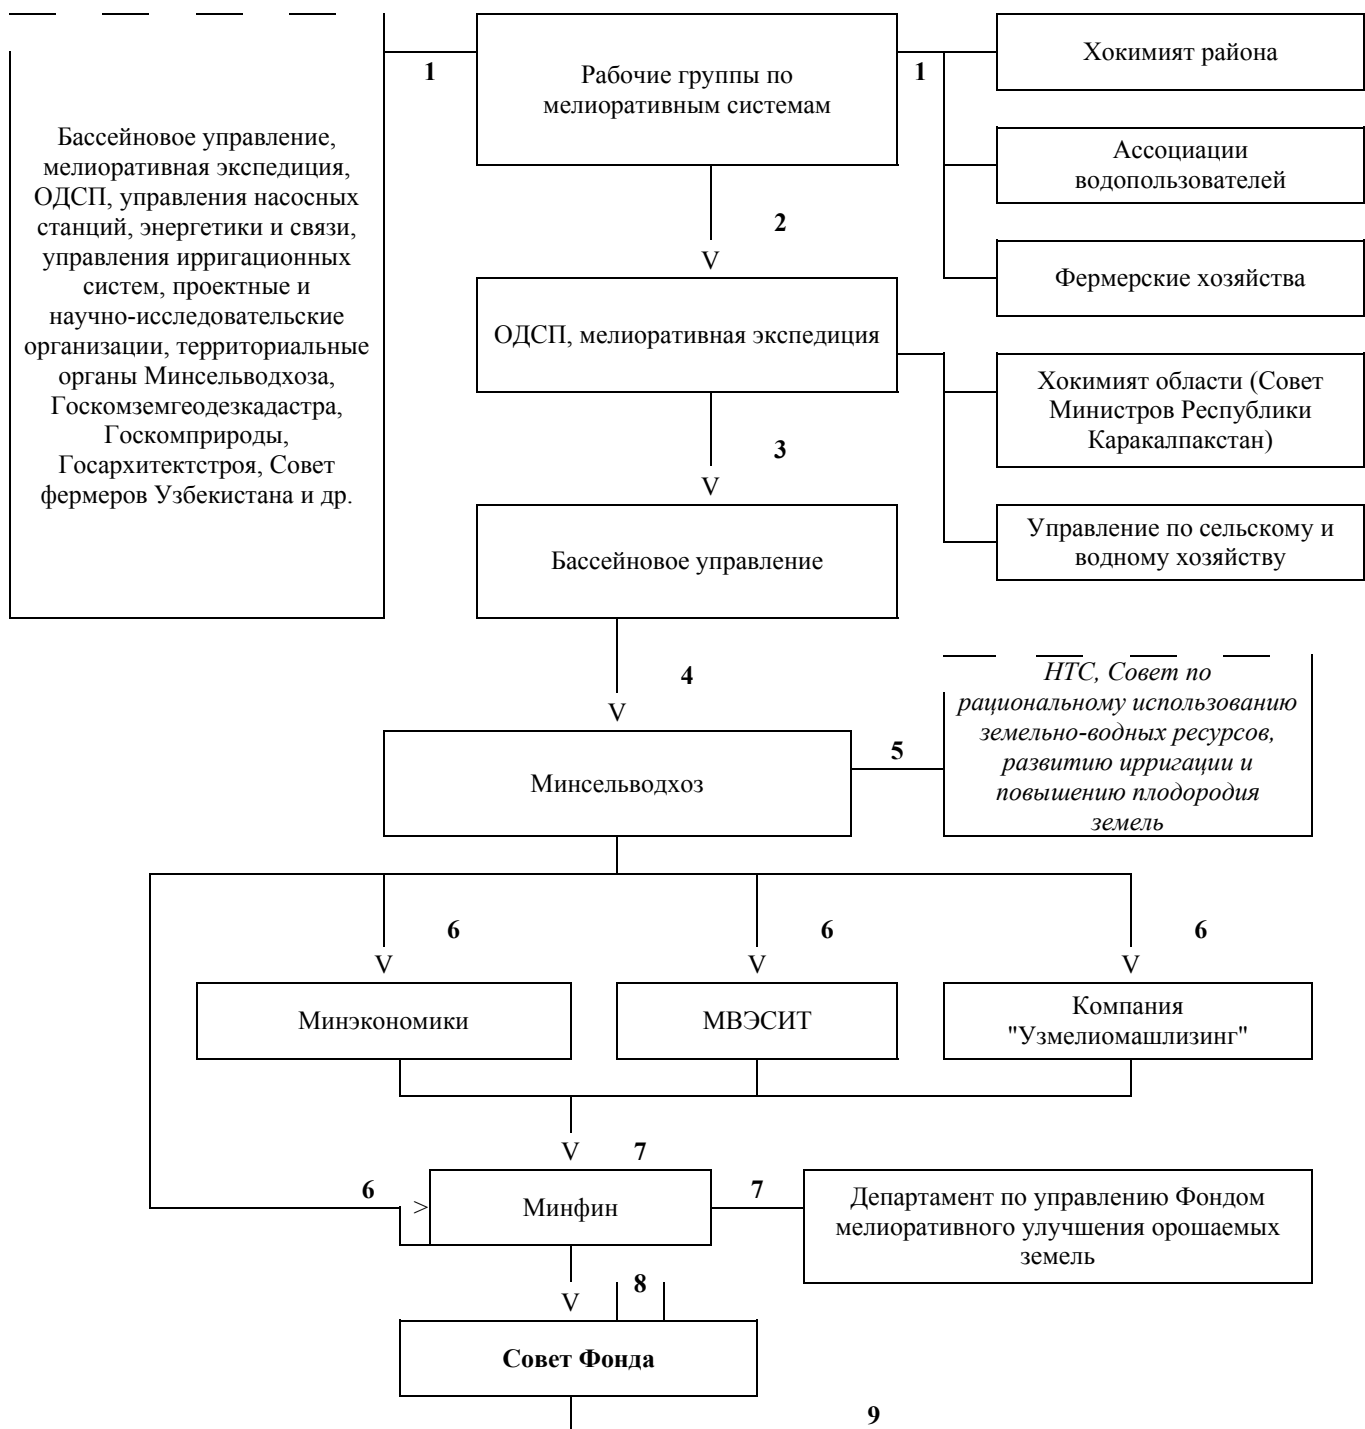 1
Рабочие группы по
мелиоративным системам
1
Хокимият района
Бассейновое управление,
мелиоративная экспедиция,
ОДСП, управления насосных
станций, энергетики и связи,
управления ирригационных
систем, проектные и
научно-исследовательские
организации, территориальные
органы Минсельводхоза,
Госкомземгеодезкадастра,
Госкомприроды,
Госархитектстроя, Совет
фермеров Узбекистана и др.
Ассоциации
водопользователей
2
V
Фермерские хозяйства
ОДСП, мелиоративная экспедиция
Хокимият области (Совет
Министров Республики
Каракалпакстан)
3
V
Бассейновое управление
Управление по сельскому и
водному хозяйству
4
V
Минсельводхоз
5
НТС, Совет по
рациональному использованию
земельно-водных ресурсов,
развитию ирригации и
повышению плодородия
земель
6
6
6
V
V
V
Минэкономики
МВЭСИТ
Компания
"Узмелиомашлизинг"
V
7
6
>
Минфин
7
Департамент по управлению Фондом
мелиоративного улучшения орошаемых
земель
8
V
Совет Фонда
9